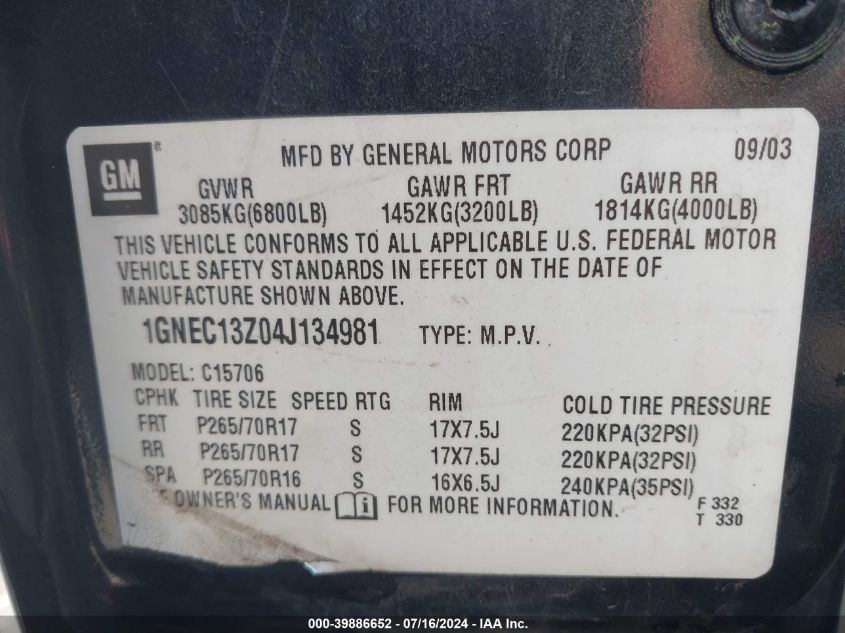 GM
MFD BY GENERAL MOTORS CORP 09/03
GVWR GAWR FRT GAWR RR
3085KG(6800LB) 1452KG(3200LB) 1814KG(4000LB)
THIS VEHICLE CONFORMS TO ALL APPLICABLE U.S. FEDERAL MOTOR
VEHICLE SAFETY STANDARDS IN EFFECT ON THE DATE OF
MANUFACTURE SHOWN ABOVE.
1GNEC13Z04J134981 TYPE: M.P.V.
MODEL: C15706
CPHK TIRE SIZE SPEED RTG RIM COLD TIRE PRESSURE
FRT P265/70R17 S 17X7.5J 220KPA(32PSI)
RR P265/70R17 S 17X7.5J 220KPA(32PSI)
SPA P265/70R16 S 16X6.5J 240KPA(35PSI)
OWNER'S MANUAL i FOR MORE INFORMATION.
F 332
T 330
000-39886652 / 07/16/2024 / IAA Inc.